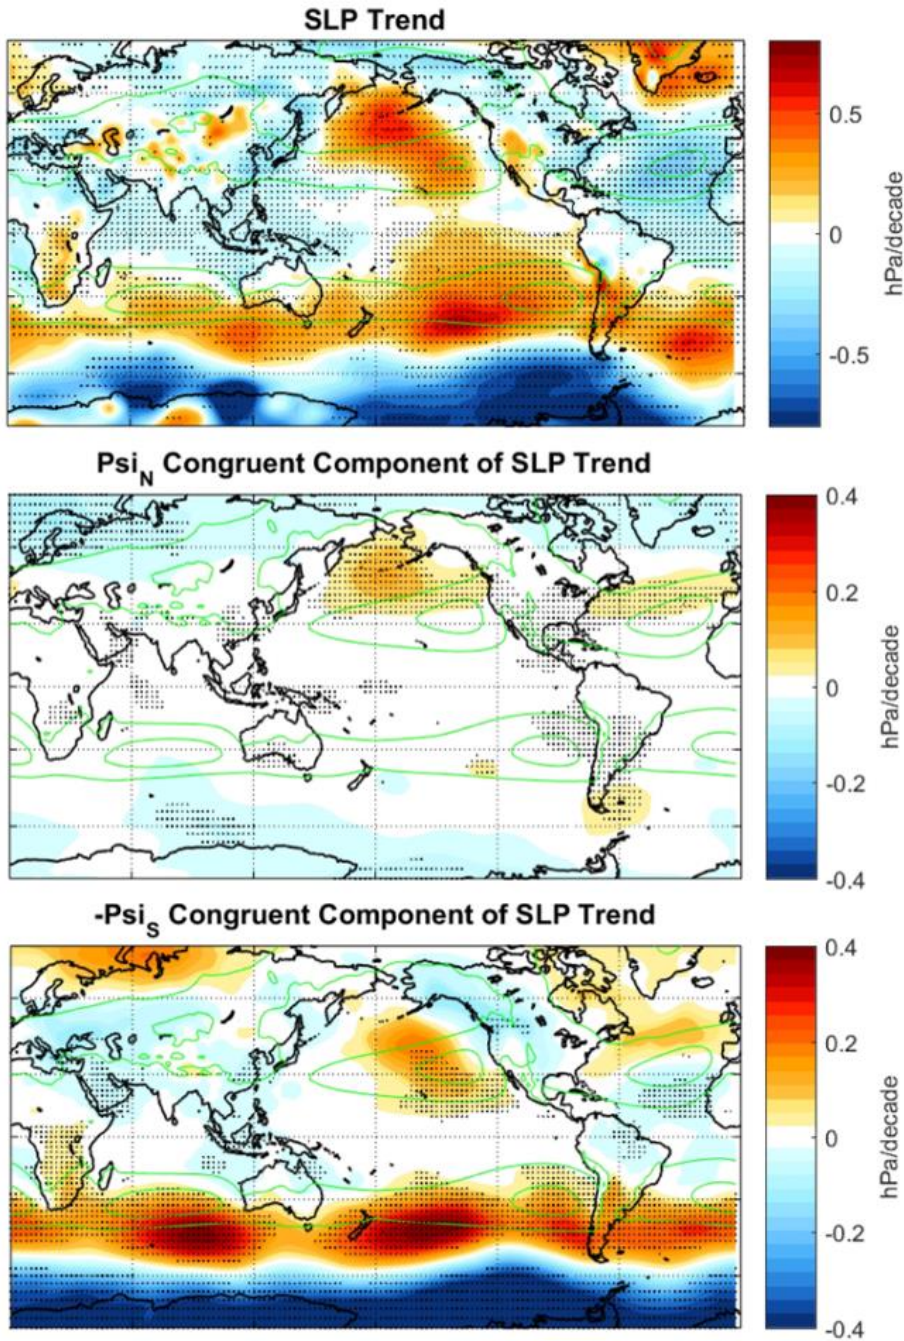 SLP Trend
0.5
0
-0.5
hPa/decade
Psi_N Congruent Component of SLP Trend
0.4
0.2
0
-0.2
-0.4
hPa/decade
-Psi_S Congruent Component of SLP Trend
0.4
0.2
0
-0.2
-0.4
hPa/decade